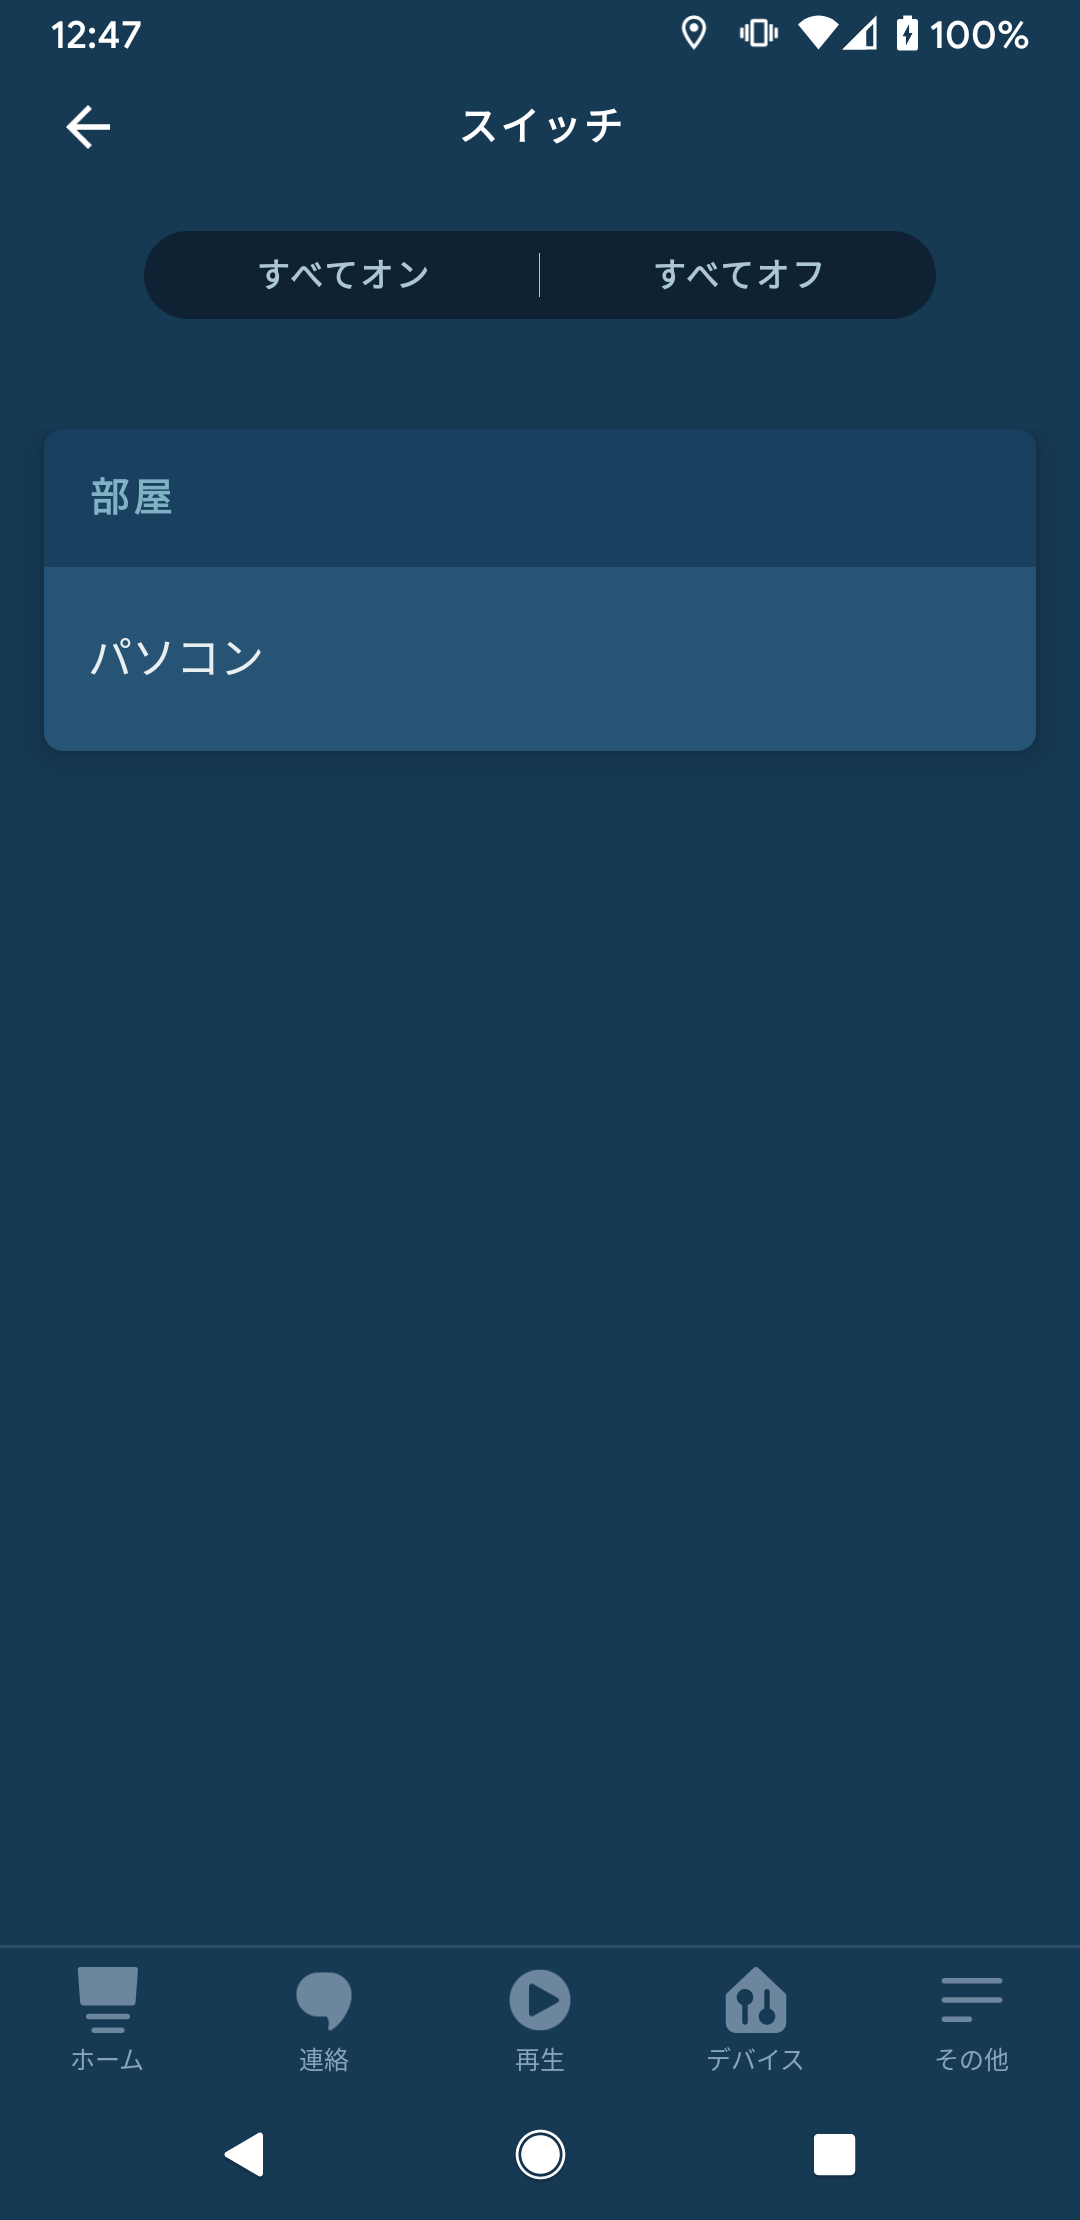 12:47 100%
スイッチ
すべてオン すべてオフ
部屋
パソコン
ホーム 連絡 再生 デバイス その他